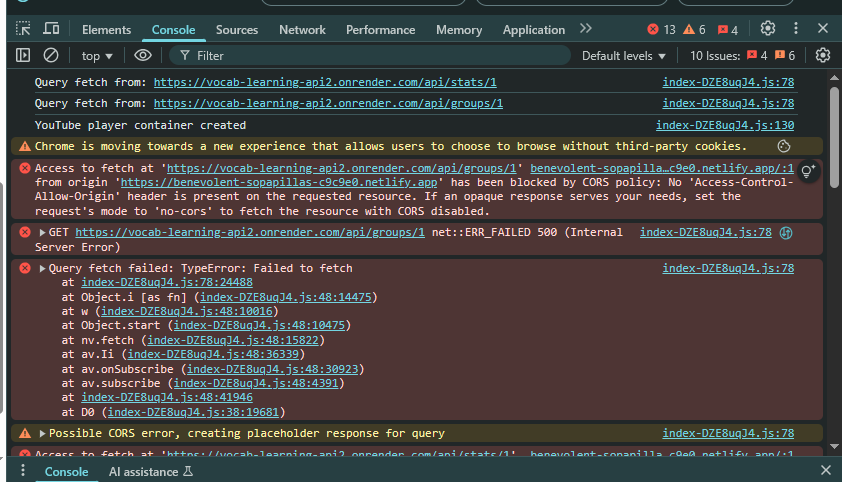 Elements Console Sources Network Performance Memory Application 13 6 4
top Filter Default levels 10 Issues: 4 6
Query fetch from: https://vocab-learning-api2.onrender.com/api/stats/1 index-DZE8uqJ4.js:78
Query fetch from: https://vocab-learning-api2.onrender.com/api/groups/1 index-DZE8uqJ4.js:78
YouTube player container created index-DZE8uqJ4.js:130
Chrome is moving towards a new experience that allows users to choose to browse without third-party cookies.
Access to fetch at 'https://vocab-learning-api2.onrender.com/api/groups/1' benevolent-sopapilla…c9e0.netlify.app/:1
from origin 'https://benevolent-sopapillas-c9c9e0.netlify.app' has been blocked by CORS policy: No 'Access-Control-
Allow-Origin' header is present on the requested resource. If an opaque response serves your needs, set the
request's mode to 'no-cors' to fetch the resource with CORS disabled.
GET https://vocab-learning-api2.onrender.com/api/groups/1 net::ERR_FAILED 500 (Internal index-DZE8uqJ4.js:78
Server Error)
Query fetch failed: TypeError: Failed to fetch index-DZE8uqJ4.js:78
at index-DZE8uqJ4.js:78:24488
at Object.i [as fn] (index-DZE8uqJ4.js:48:14475)
at w (index-DZE8uqJ4.js:48:10016)
at Object.start (index-DZE8uqJ4.js:48:10475)
at nv.fetch (index-DZE8uqJ4.js:48:15822)
at av.Ii (index-DZE8uqJ4.js:48:36339)
at av.onSubscribe (index-DZE8uqJ4.js:48:30923)
at av.subscribe (index-DZE8uqJ4.js:48:4391)
at index-DZE8uqJ4.js:48:41946
at D0 (index-DZE8uqJ4.js:38:19681)
Possible CORS error, creating placeholder response for query index-DZE8uqJ4.js:78
Access to fetch at 'https://vocab-learning-api2.onrender.com/api/stats/1' benevolent-sopapilla…c9e0.netlify.app/:1
Console AI assistance